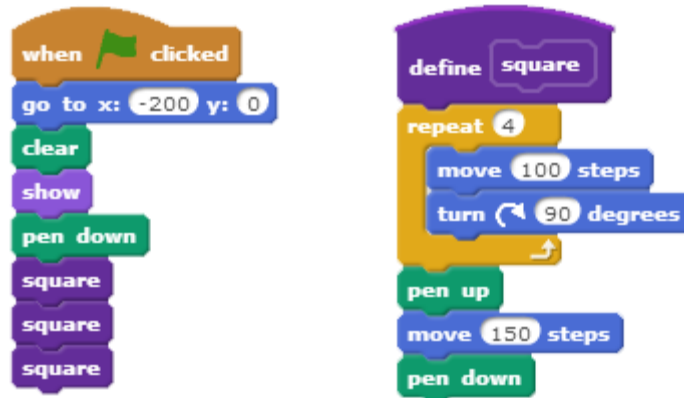 when clicked
go to x: -200 y: 0
clear
show
pen down
square
square
square
define square
repeat 4
move 100 steps
turn 90 degrees
pen up
move 150 steps
pen down